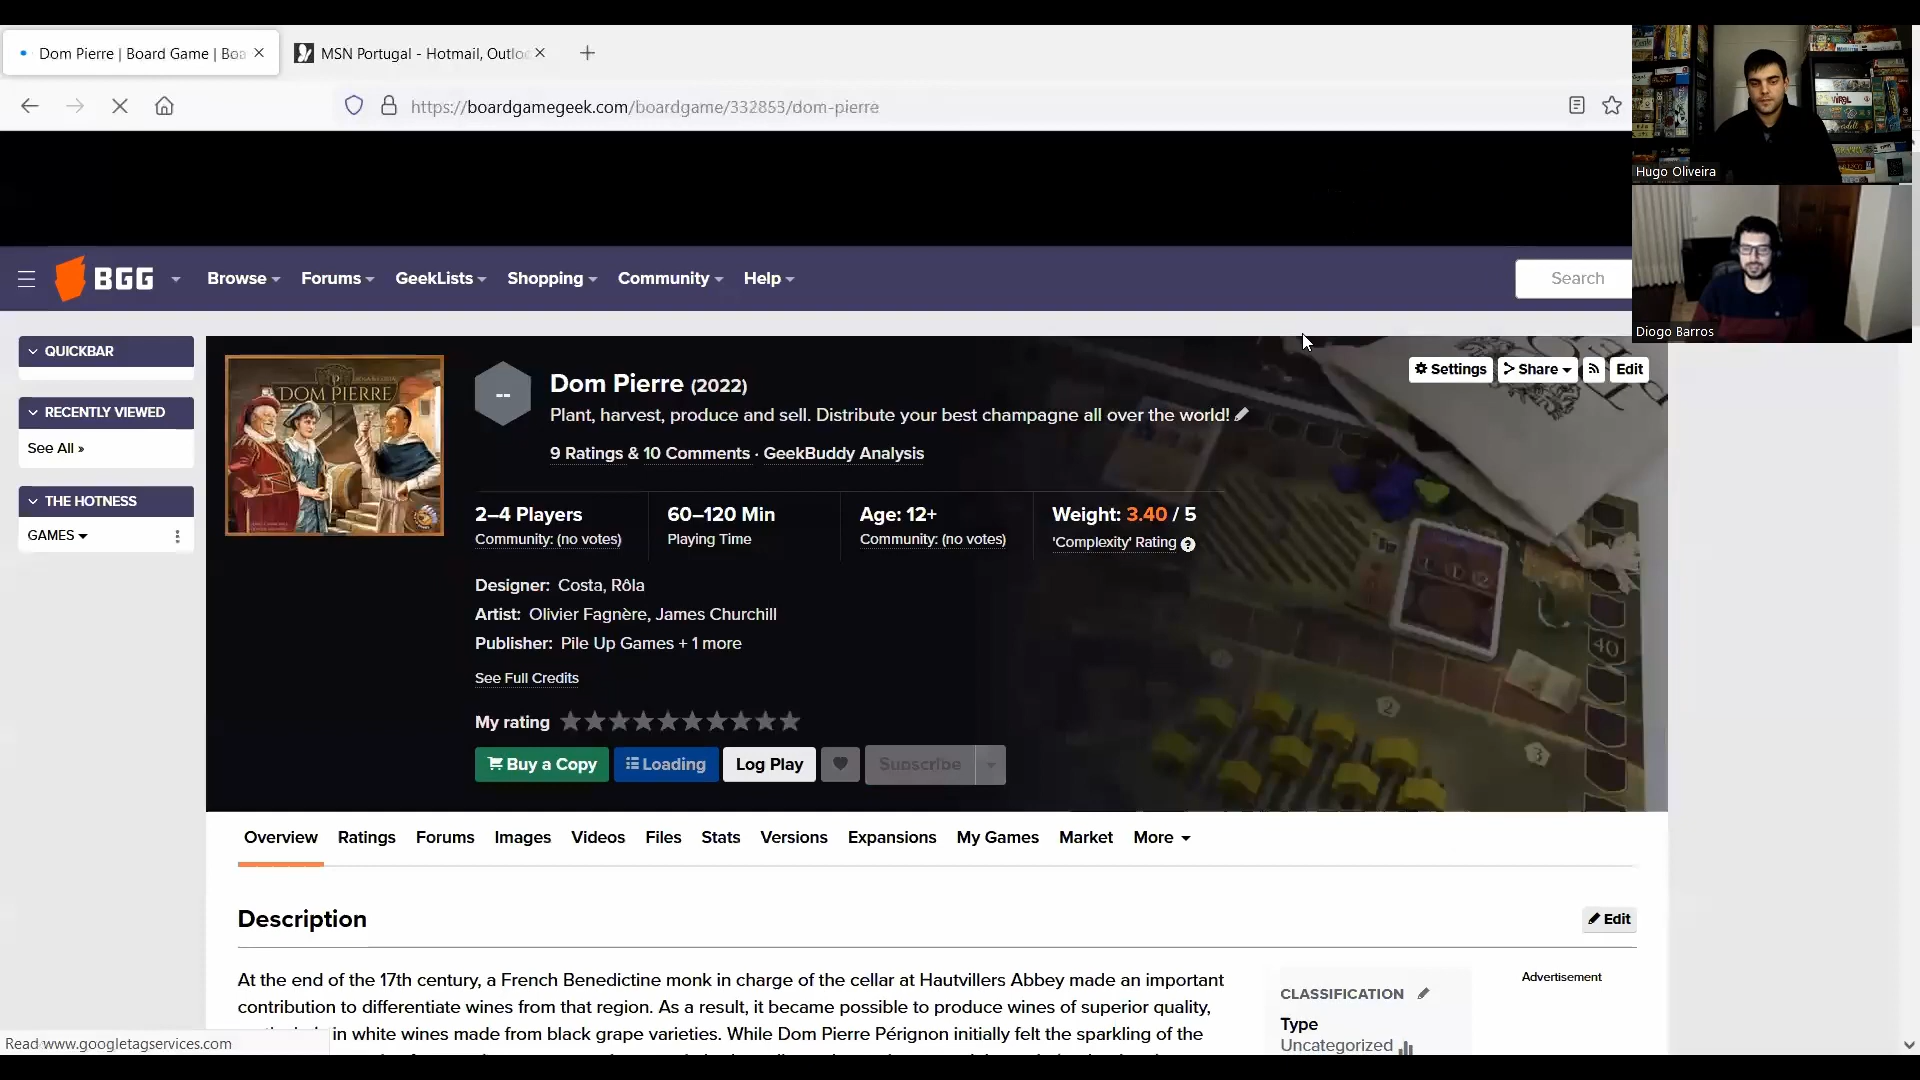 Dom Pierre | Board Game | Boa
MSN Portugal - Hotmail, Outlo
https://boardgamegeek.com/boardgame/332853/dom-pierre
Hugo Oliveira
Diogo Barros
BGG
Browse
Forums
GeekLists
Shopping
Community
Help
Search
QUICKBAR
RECENTLY VIEWED
See All »
THE HOTNESS
GAMES
DOM PIERRE
--
Dom Pierre (2022)
Plant, harvest, produce and sell. Distribute your best champagne all over the world!
9 Ratings & 10 Comments · GeekBuddy Analysis
Settings
Share
Edit
2–4 Players
Community: (no votes)
60–120 Min
Playing Time
Age: 12+
Community: (no votes)
Weight: 3.40 / 5
'Complexity' Rating ?
Designer: Costa, Rôla
Artist: Olivier Fagnère, James Churchill
Publisher: Pile Up Games + 1 more
See Full Credits
My rating
Buy a Copy
Loading
Log Play
Subscribe
40
2
3
Overview
Ratings
Forums
Images
Videos
Files
Stats
Versions
Expansions
My Games
Market
More
Description
Edit
At the end of the 17th century, a French Benedictine monk in charge of the cellar at Hautvillers Abbey made an important
contribution to differentiate wines from that region. As a result, it became possible to produce wines of superior quality,
in white wines made from black grape varieties. While Dom Pierre Pérignon initially felt the sparkling of the
CLASSIFICATION
Type
Uncategorized
Advertisement
Read www.googletagservices.com